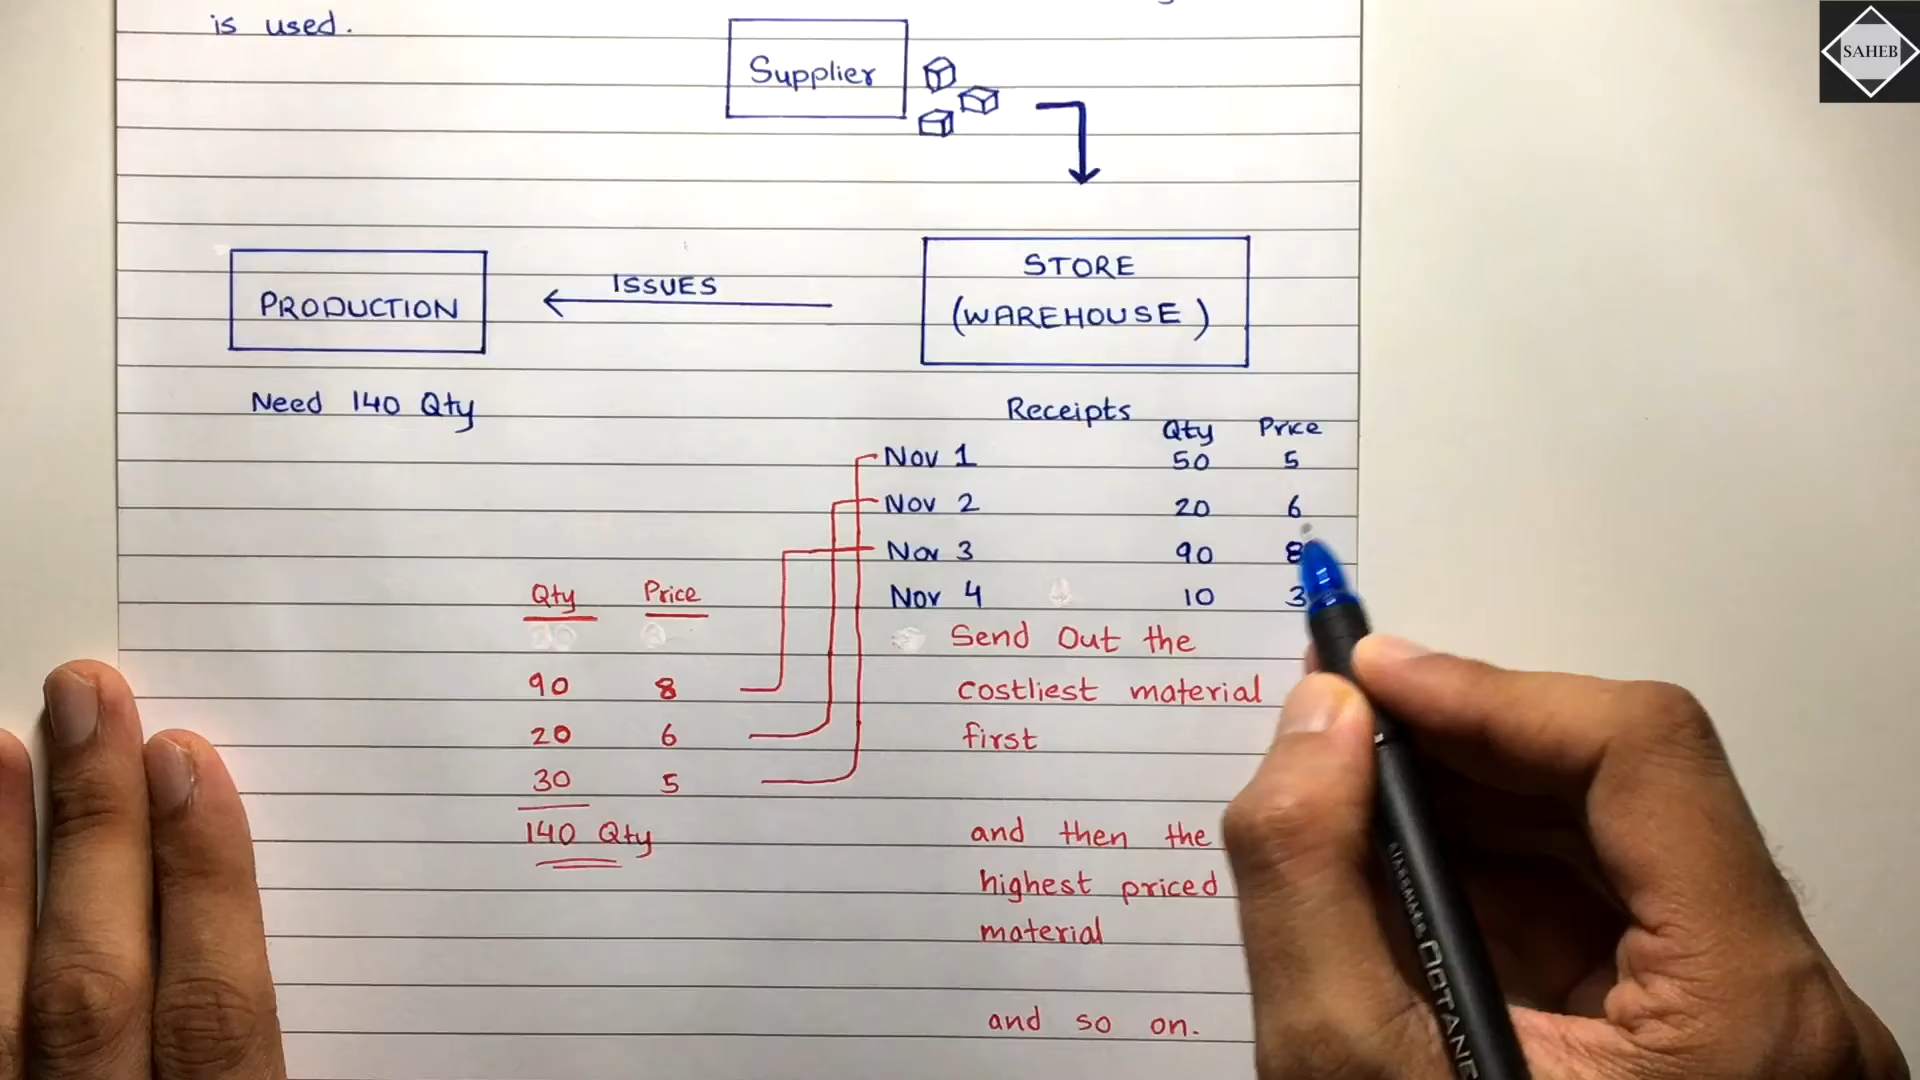 is used.
SAHEB
Supplier
ISSUES
PRODUCTION
STORE
(WAREHOUSE)
Need 140 Qty
Receipts
Qty Price
Nov 1 50 5
Nov 2 20 6
Nov 3 90 8
Nov 4 10 3
Qty Price
90 8
20 6
30 5
140 Qty
Send Out the
costliest material
first
and then the
highest priced
material
and so on.